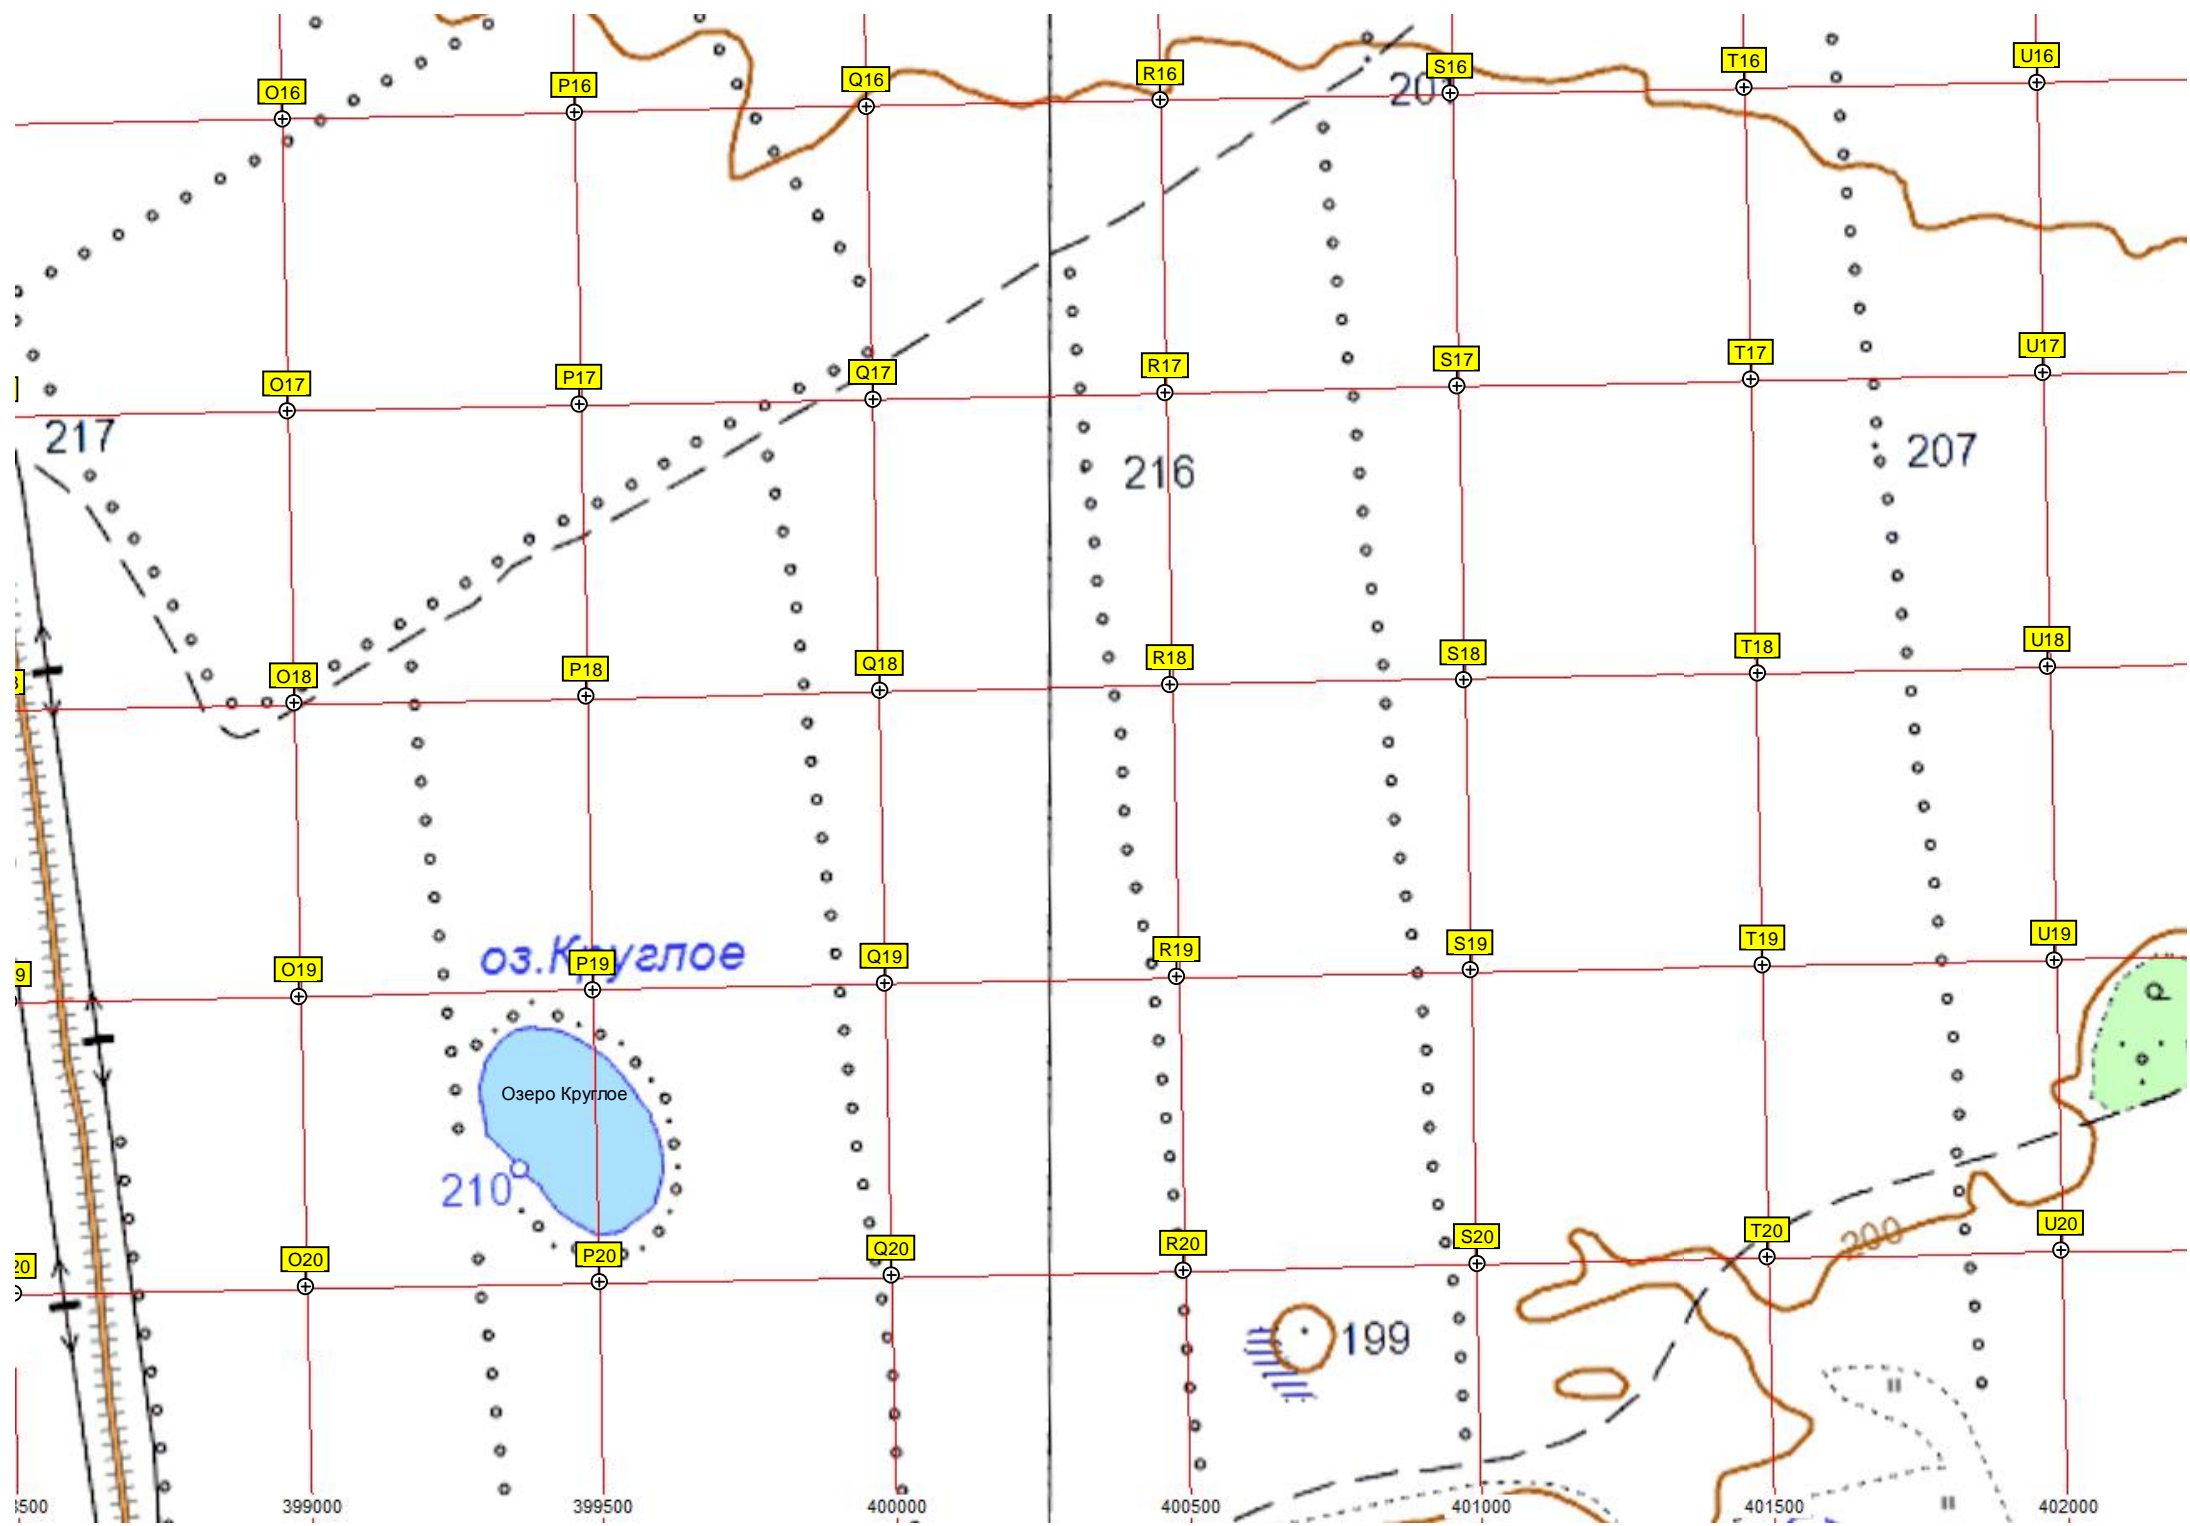 O16 P16 Q16 R16 S16 T16 U16
O17 P17 Q17 R17 S17 T17 U17
217 216 207
O18 P18 Q18 R18 S18 T18 U18
оз.Круглое
O19 P19 Q19 R19 S19 T19 U19
Озеро Круглое
210
20 O20 P20 Q20 R20 S20 T20 U20
200
199
399000 399500 400000 400500 401000 401500 402000